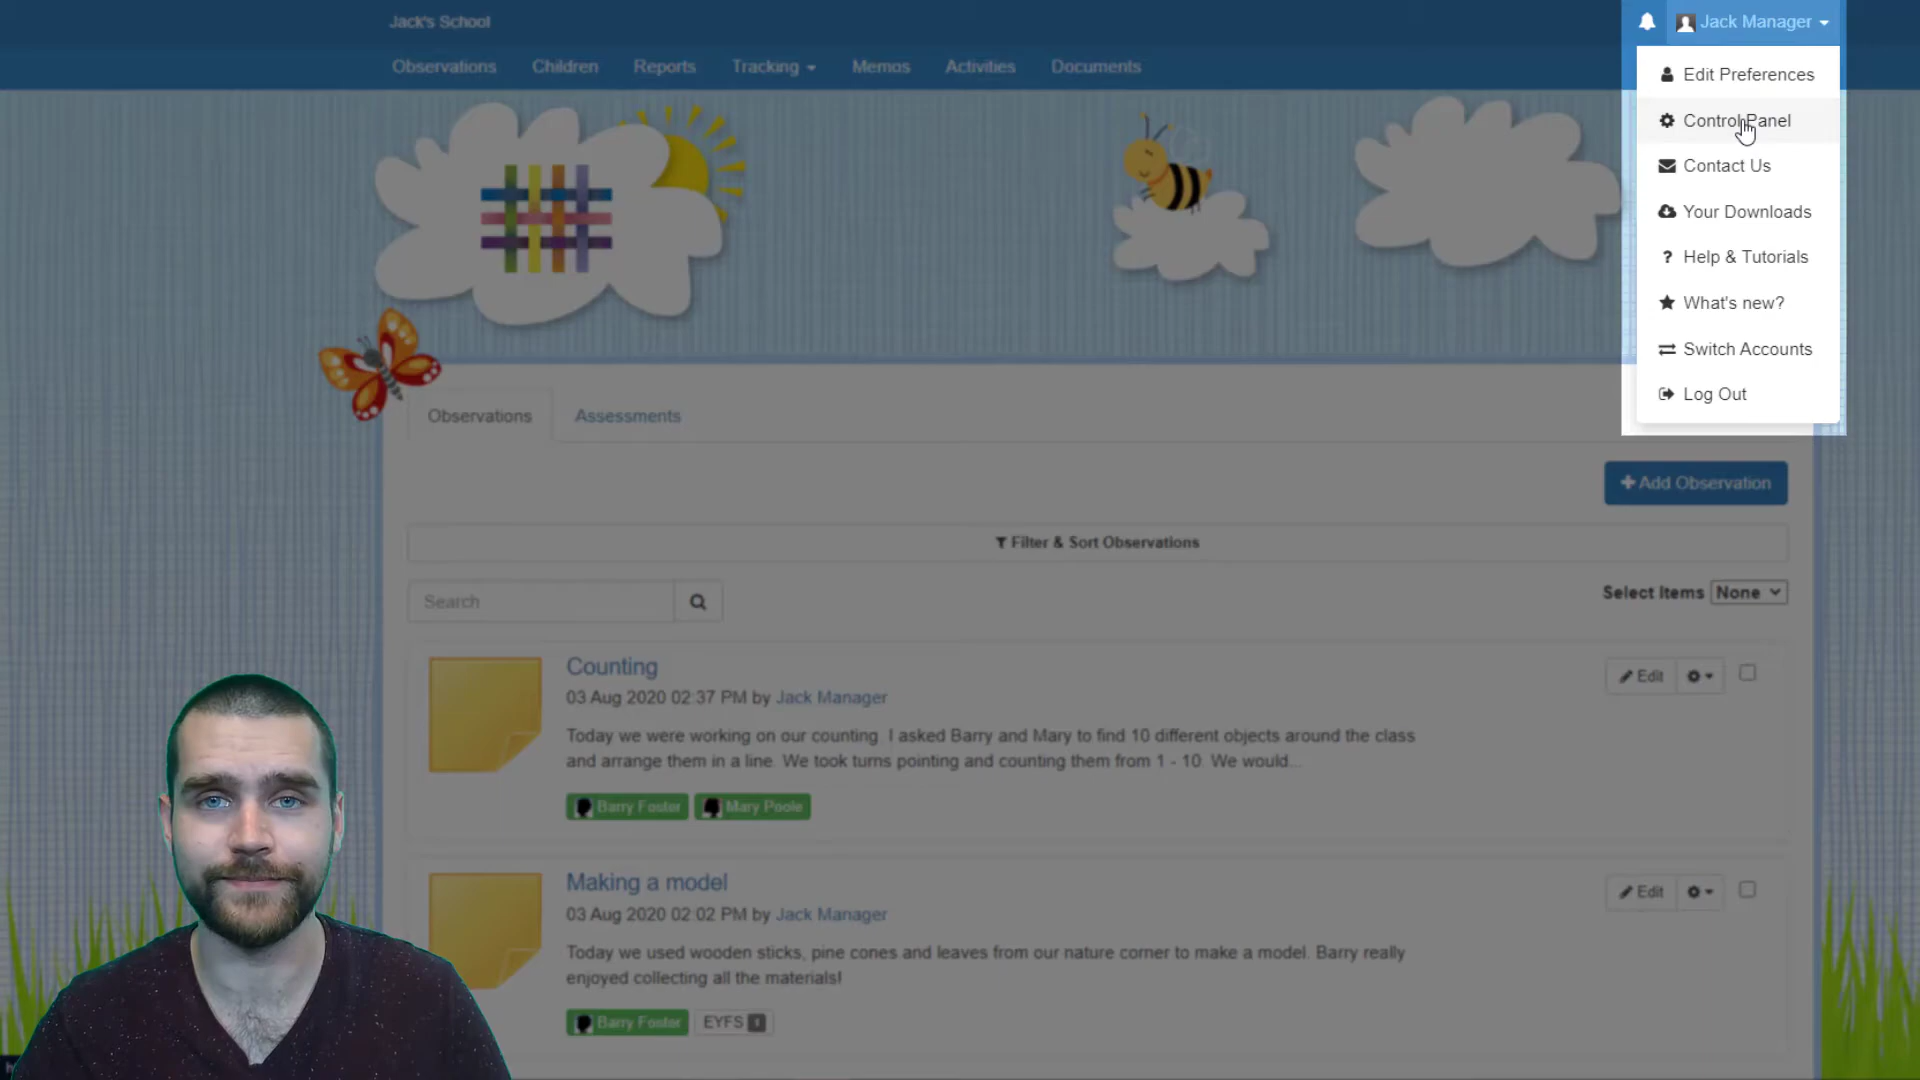 Jack's School
Jack Manager
Observations Children Reports Tracking Memos Activities Documents
Edit Preferences
Control Panel
Contact Us
Your Downloads
Help & Tutorials
What's new?
Switch Accounts
Log Out
Observations Assessments
+ Add Observation
Filter & Sort Observations
Search
Select Items None
Counting
Edit
03 Aug 2020 02:37 PM by Jack Manager
Today we were working on our counting. I asked Barry and Mary to find 10 different objects around the class
and arrange them in a line. We took turns pointing and counting them from 1 - 10. We would...
Barry Foster Mary Poole
Making a model
Edit
03 Aug 2020 02:02 PM by Jack Manager
Today we used wooden sticks, pine cones and leaves from our nature corner to make a model. Barry really
enjoyed collecting all the materials!
Barry Foster EYFS